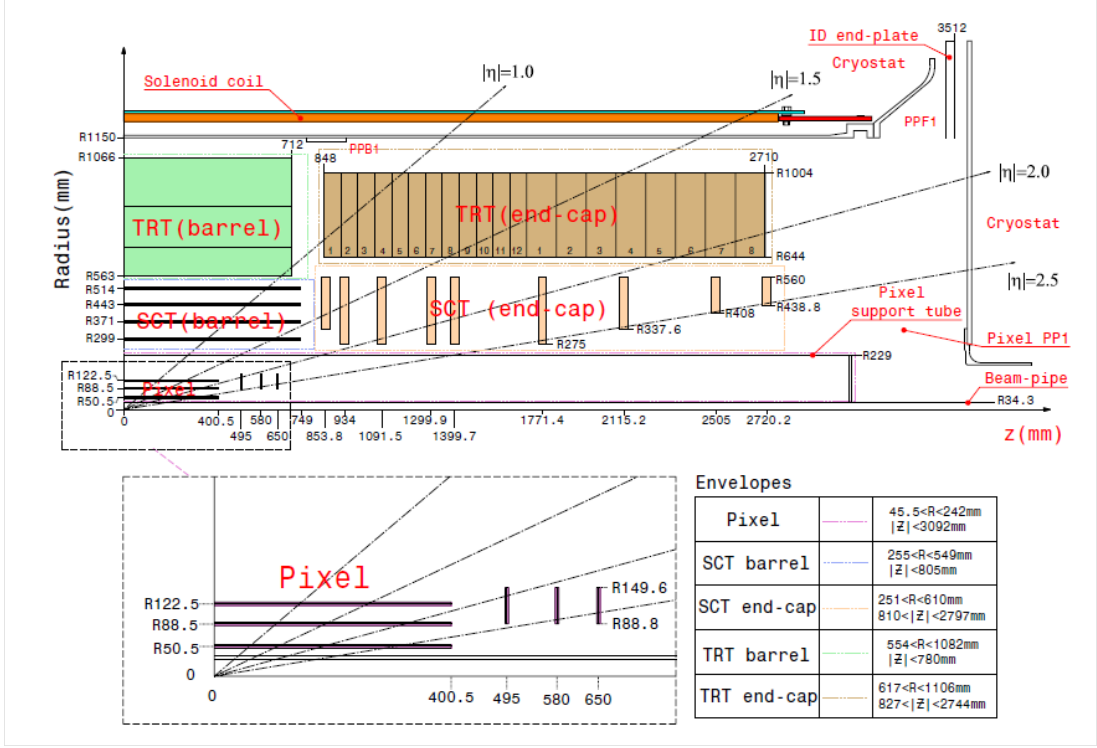 3512
ID end-plate
Cryostat
|η|=1.0
|η|=1.5
Solenoid coil
PPF1
R1150
712
PPB1
R1066
848
2710
R1004
|η|=2.0
TRT(barrel)
TRT(end-cap)
Cryostat
1 2 3 4 5 6 7 8 9 10 11 12 1 2 3 4 5 6 7 8
R644
Radius(mm)
R563
R560
|η|=2.5
R514
R443
SCT (end-cap)
R438.8
Pixel
support tube
R408
R371
SCT(barrel)
R337.6
R299
R275
Pixel PP1
R229
R122.5
R88.5
Pixel
Beam-pipe
R50.5
R34.3
0
0
400.5
580
749
934
1299.9
1771.4
2115.2
2505
2720.2
495
650
853.8
1091.5
1399.7
z(mm)
Pixel
R149.6
R122.5
R88.5
R88.8
R50.5
0
0
400.5
495
580
650
Envelopes
Pixel
45.5<R<242mm
|Z|<3092mm
SCT barrel
255<R<549mm
|Z|<805mm
SCT end-cap
251<R<610mm
810<|Z|<2797mm
TRT barrel
554<R<1082mm
|Z|<780mm
TRT end-cap
617<R<1106mm
827<|Z|<2744mm